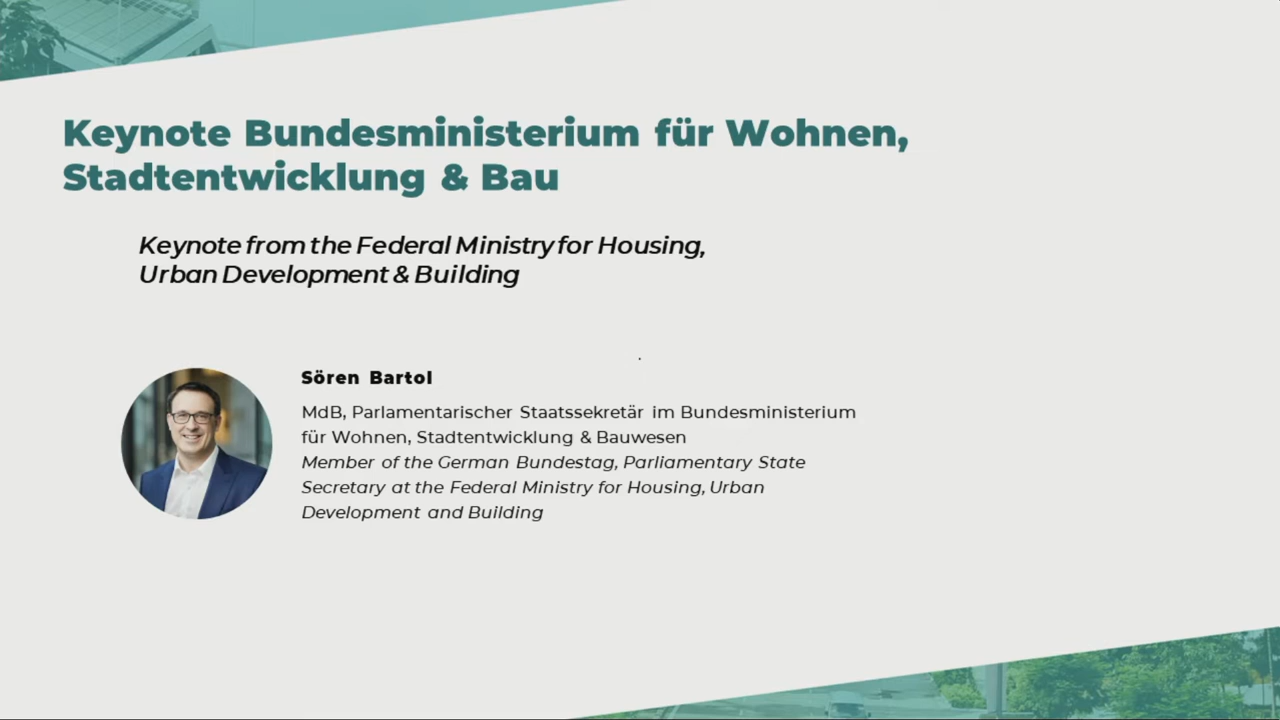 Keynote Bundesministerium für Wohnen,
Stadtentwicklung & Bau
Keynote from the Federal Ministry for Housing,
Urban Development & Building
Sören Bartol
MdB, Parlamentarischer Staatssekretär im Bundesministerium
für Wohnen, Stadtentwicklung & Bauwesen
Member of the German Bundestag, Parliamentary State
Secretary at the Federal Ministry for Housing, Urban
Development and Building